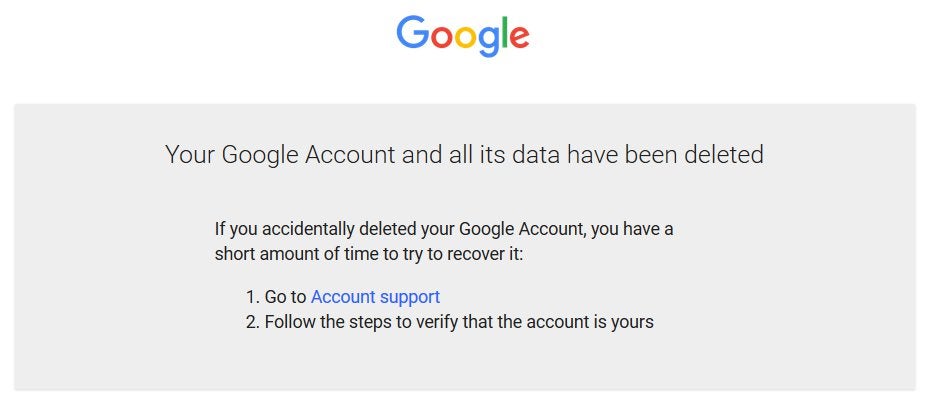 Google
Your Google Account and all its data have been deleted
If you accidentally deleted your Google Account, you have a
short amount of time to try to recover it:
1. Go to Account support
2. Follow the steps to verify that the account is yours